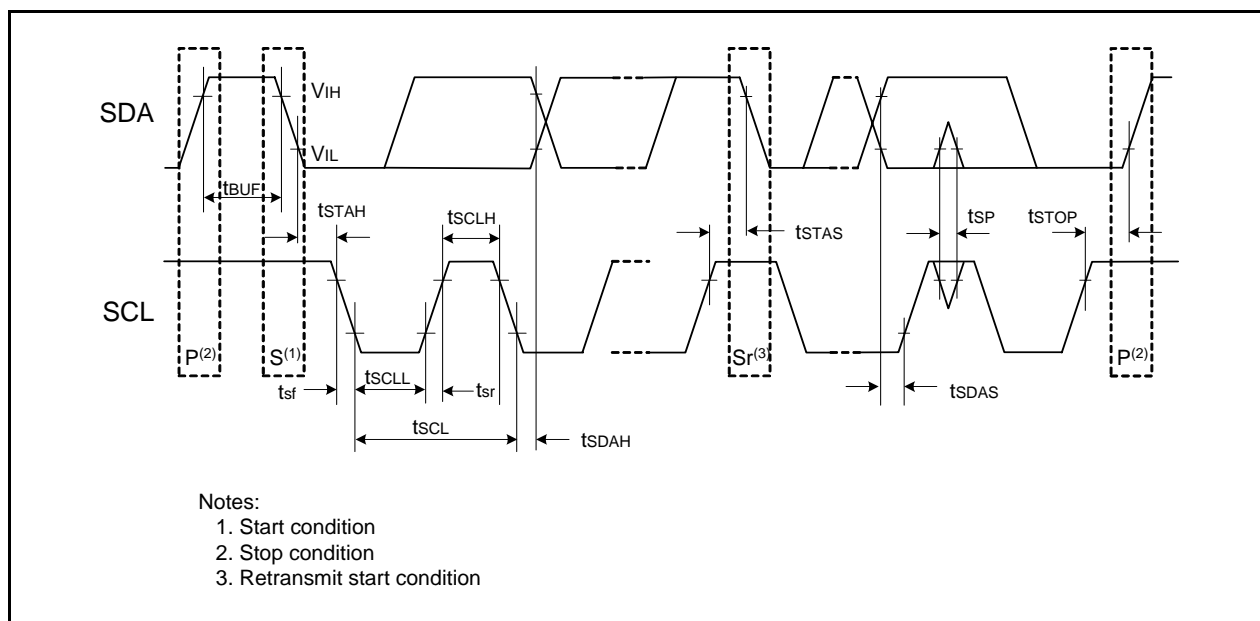 VIH
SDA
VIL
tBUF
tSTAH
tSCLH
tSTAS
tSP
tSTOP
SCL
P(2)
S(1)
Sr(3)
P(2)
tsf
tSCLL
tsr
tSDAS
tSCL
tSDAH
Notes:
1. Start condition
2. Stop condition
3. Retransmit start condition